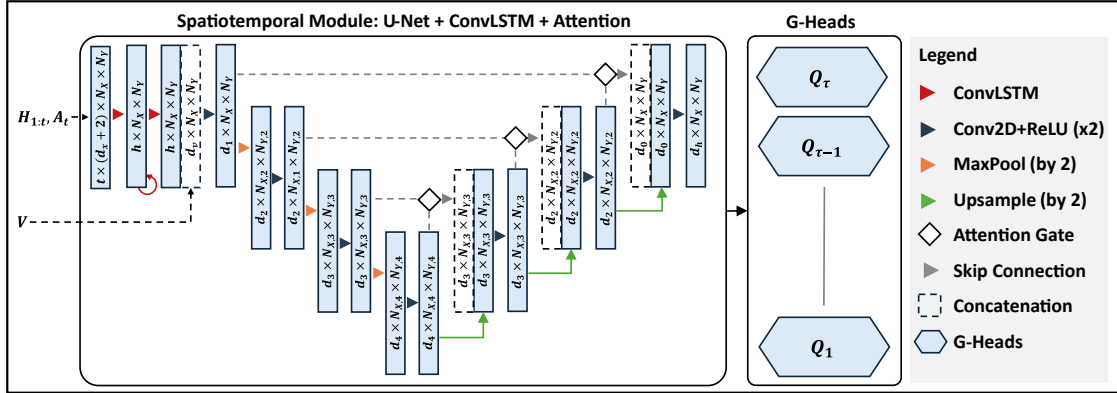 Spatiotemporal Module: U-Net + ConvLSTM + Attention
H_{1:t}, A_t
V
t × (d_x + 2) × N_X × N_Y
h × N_X × N_Y
h × N_X × N_Y
d_v × N_X × N_Y
d_1 × N_X × N_Y
d_2 × N_{X,2} × N_{Y,2}
d_2 × N_{X,1} × N_{Y,2}
d_3 × N_{X,3} × N_{Y,3}
d_3 × N_{X,3} × N_{Y,3}
d_4 × N_{X,4} × N_{Y,4}
d_4 × N_{X,4} × N_{Y,4}
d_3 × N_{X,3} × N_{Y,3}
d_3 × N_{X,3} × N_{Y,3}
d_3 × N_{X,3} × N_{Y,3}
d_2 × N_{X,2} × N_{Y,2}
d_2 × N_{X,2} × N_{Y,2}
d_2 × N_{X,2} × N_{Y,2}
d_0 × N_X × N_Y
d_0 × N_X × N_Y
d_h × N_X × N_Y
G-Heads
Q_τ
Q_{τ−1}
Q_1
Legend
ConvLSTM
Conv2D+ReLU (x2)
MaxPool (by 2)
Upsample (by 2)
Attention Gate
Skip Connection
Concatenation
G-Heads